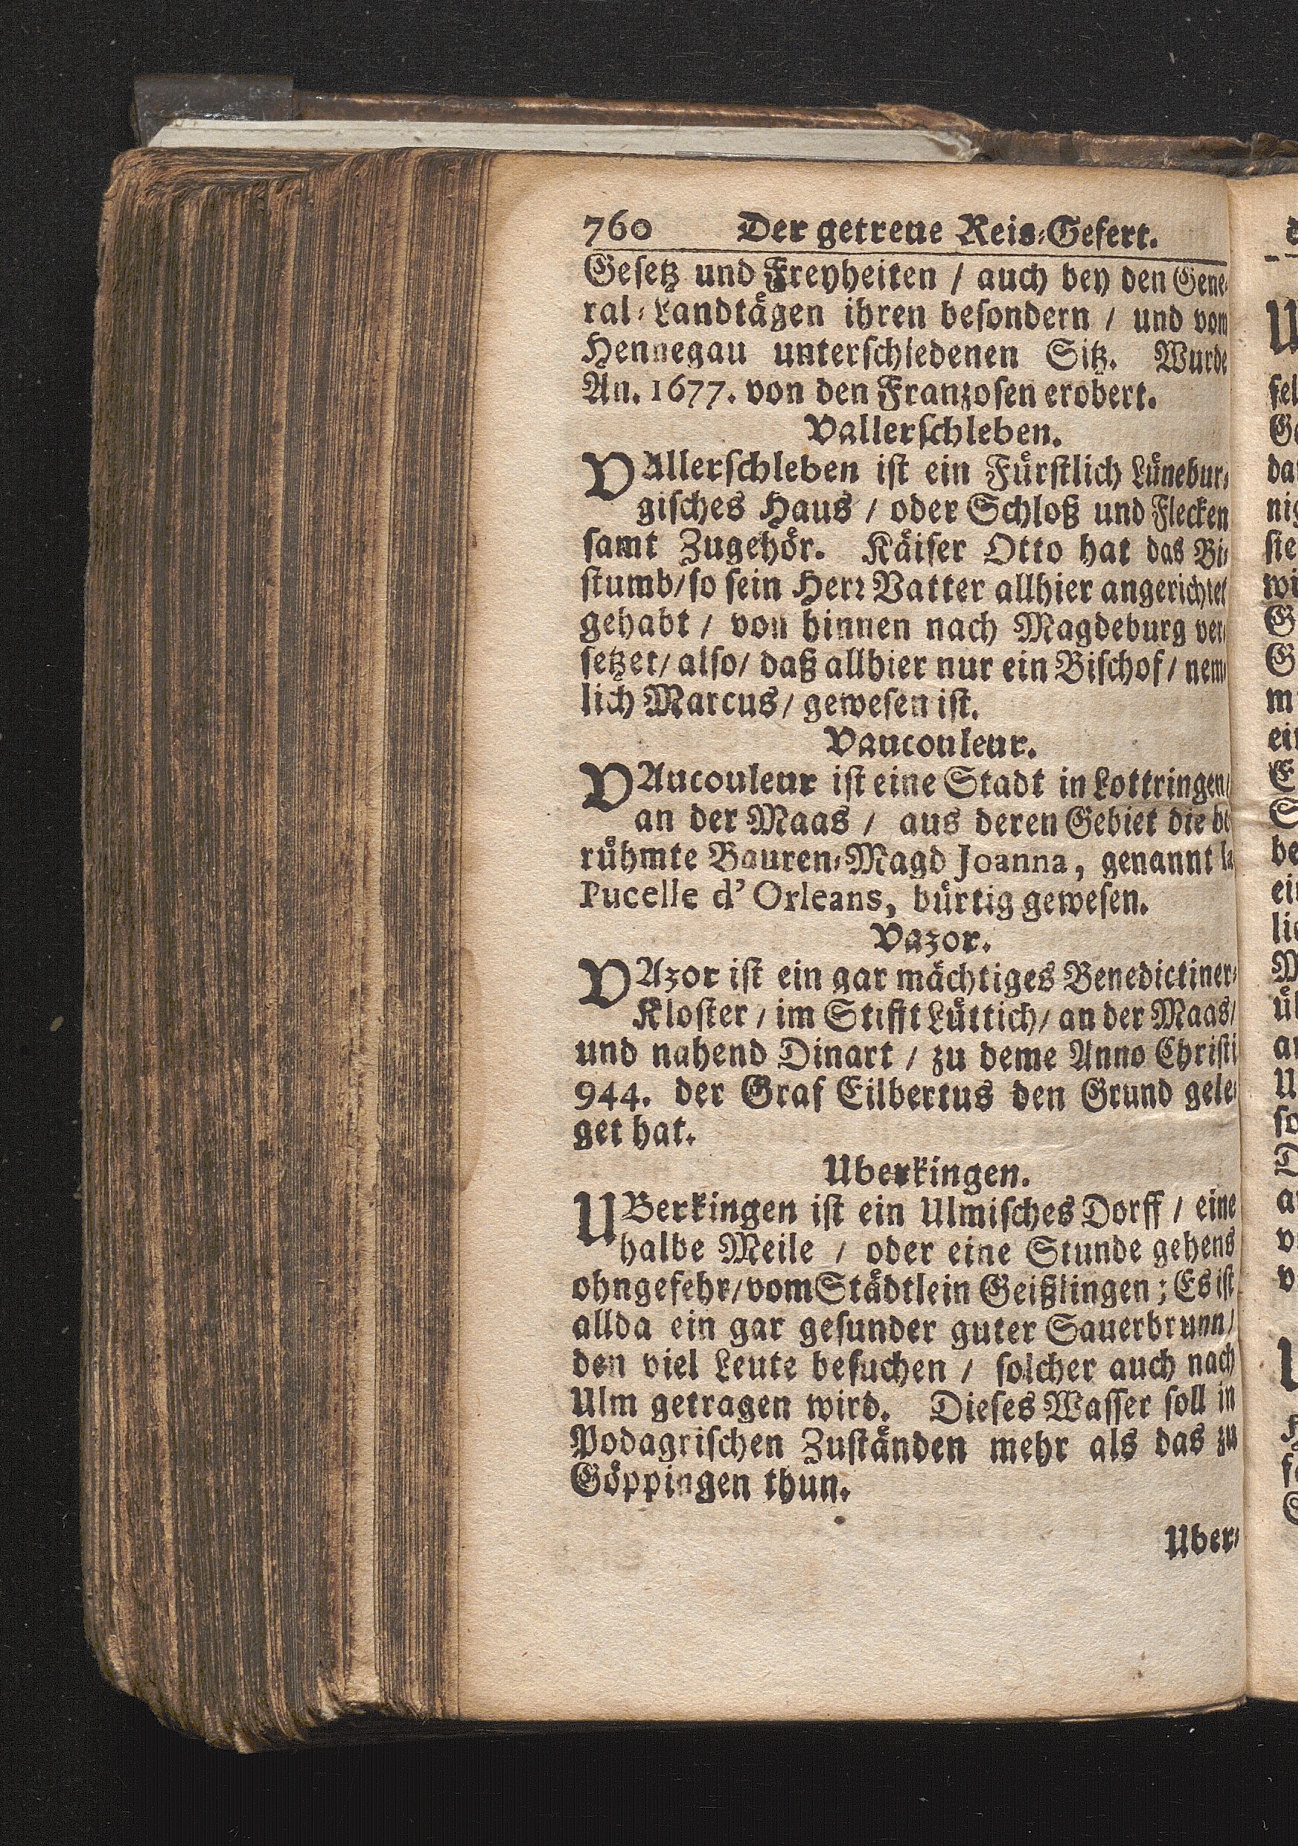 760 Der getreue Reis-Gefert.
Gesetz und Freyheiten / auch bey den Gene-
ral-Landtägen ihren besondern / und vom
Hennegau unterschiedenen Sitz. Wurde
An. 1677. von den Franzosen erobert.
Vallerschleben.
VAllerschleben ist ein Fürstlich Lünebur-
gisches Haus / oder Schloß und Flecken
samt Zugehör. Käiser Otto hat das Bi-
stumb / so sein Herr Vatter allhier angerichtet
gehabt / von hinnen nach Magdeburg ver-
setzet / also / daß allhier nur ein Bischof / nem-
lich Marcus / gewesen ist.
Vaucouleur.
VAucouleur ist eine Stadt in Lottringen /
an der Maas / aus deren Gebiet die be-
rühmte Bauren-Magd Joanna, genannt la
Pucelle d'Orleans, bürtig gewesen.
Vazor.
VAzor ist ein gar mächtiges Benedictiner-
Kloster / im Stifft Lüttich / an der Maas /
und nahend Dinart / zu deme Anno Christi
944. der Graf Eilbertus den Grund gele-
get hat.
Uberkingen.
UBerkingen ist ein Ulmisches Dorff / eine
halbe Meile / oder eine Stunde gehens
ohngefehr / vom Städtlein Geißlingen; Es ist
allda ein gar gesunder guter Sauerbrunn /
den viel Leute besuchen / solcher auch nach
Ulm getragen wird. Dieses Wasser soll in
Podagrischen Zuständen mehr als das zu
Göppingen thun.
Uber-